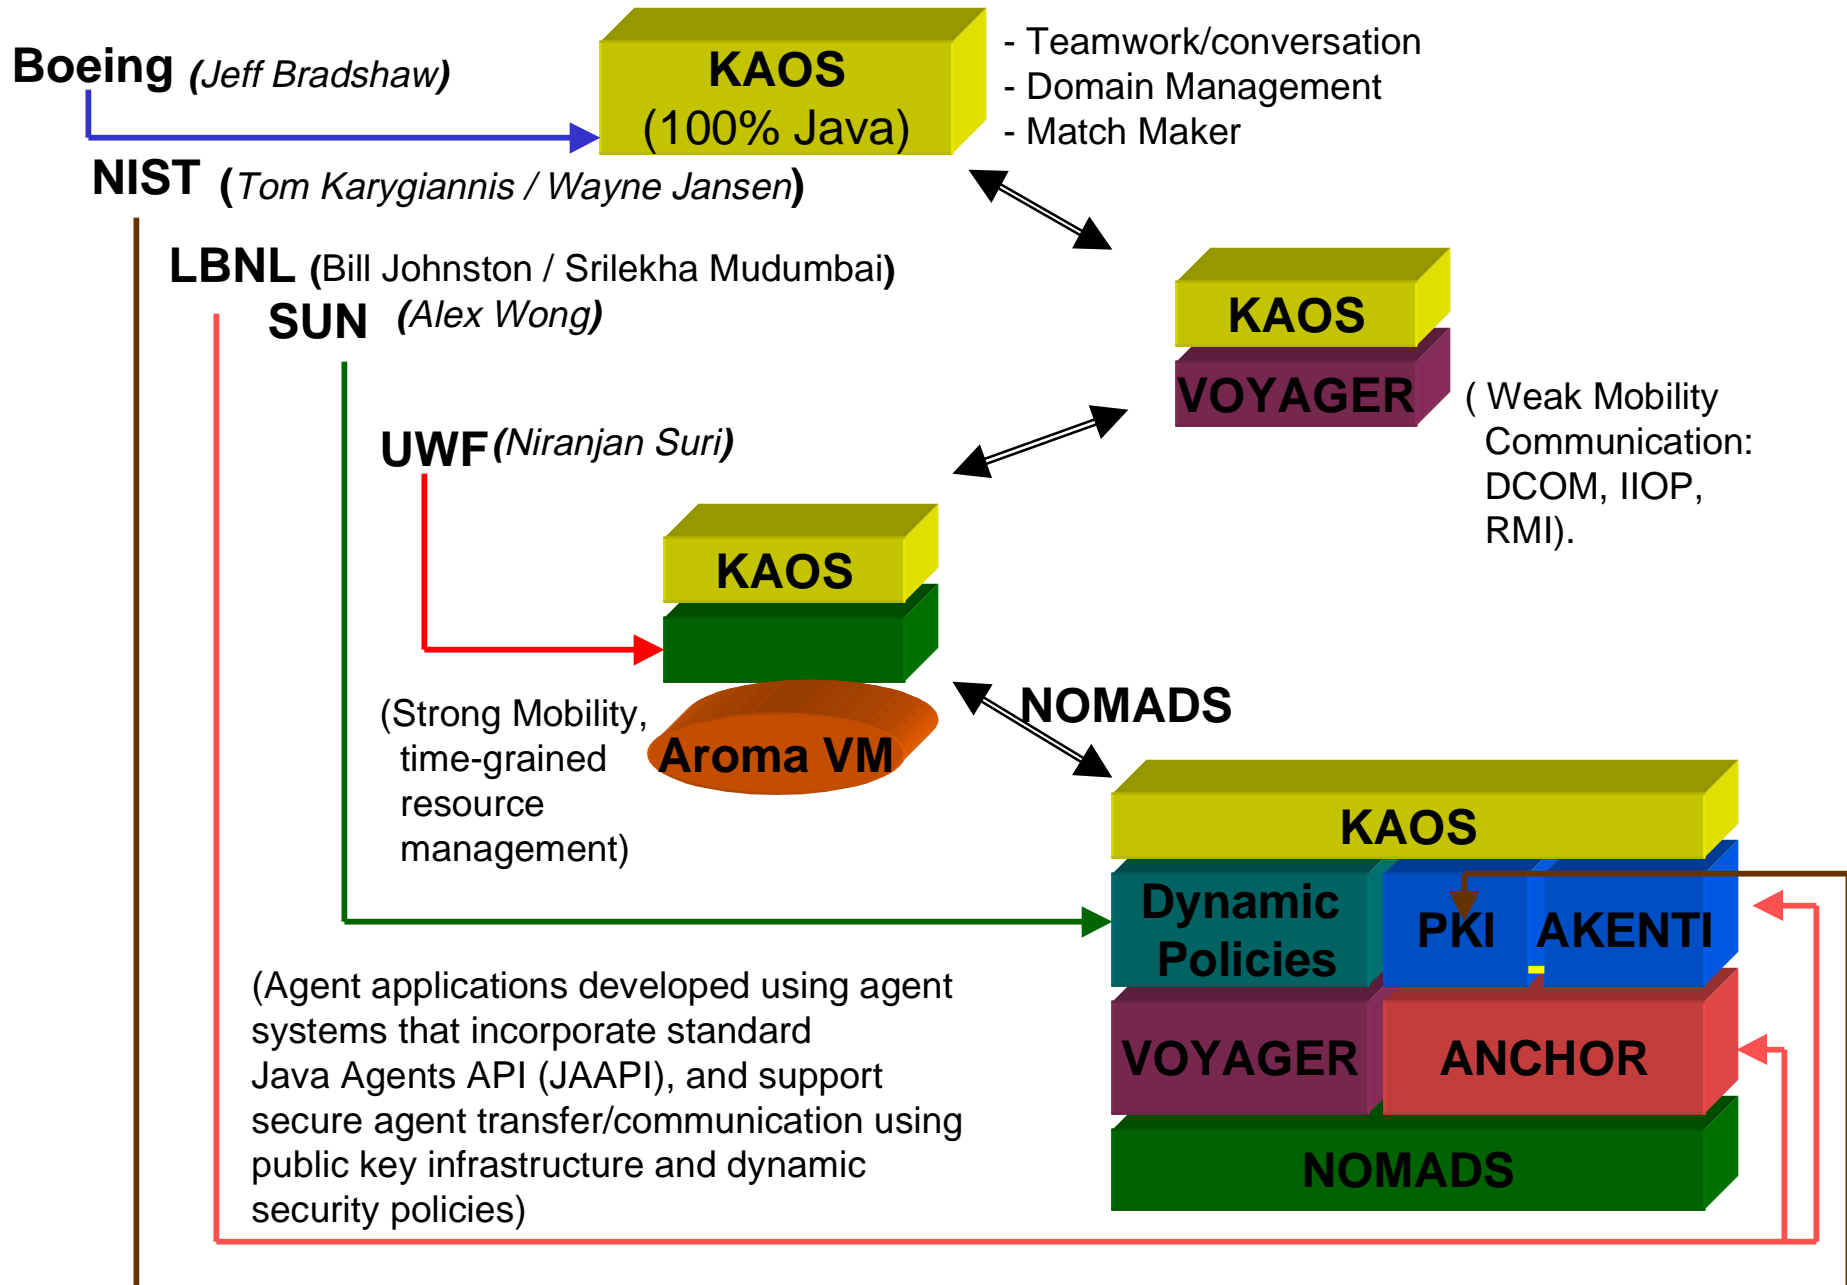 Boeing (Jeff Bradshaw)
KAOS
(100% Java)
- Teamwork/conversation
- Domain Management
- Match Maker
NIST (Tom Karygiannis / Wayne Jansen)
LBNL (Bill Johnston / Srilekha Mudumbai)
SUN (Alex Wong)
KAOS
VOYAGER
( Weak Mobility
Communication:
DCOM, IIOP,
RMI).
UWF (Niranjan Suri)
KAOS
Aroma VM
(Strong Mobility,
time-grained
resource
management)
NOMADS
KAOS
Dynamic
Policies
PKI
AKENTI
VOYAGER
ANCHOR
NOMADS
(Agent applications developed using agent
systems that incorporate standard
Java Agents API (JAAPI), and support
secure agent transfer/communication using
public key infrastructure and dynamic
security policies)